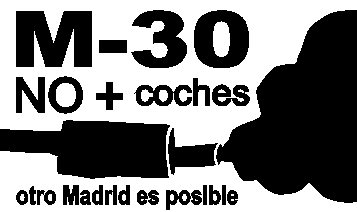 M-30
NO + coches
otro Madrid es posible